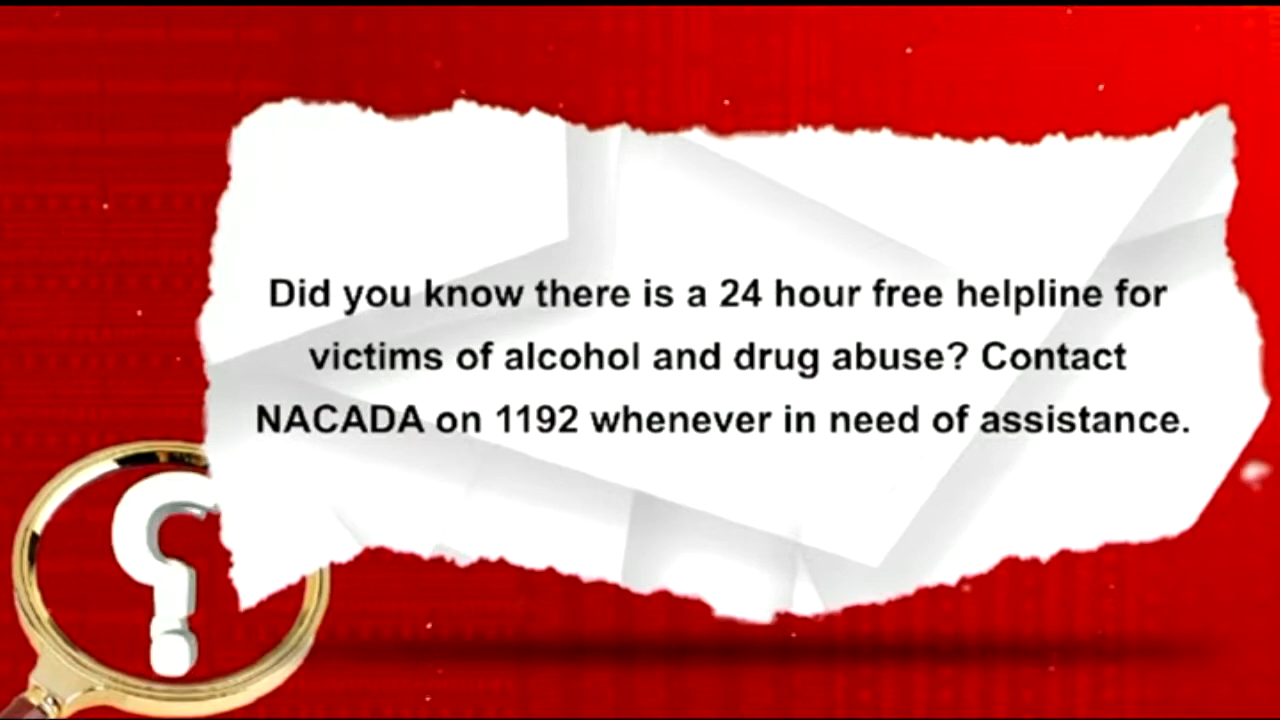 Did you know there is a 24 hour free helpline for
victims of alcohol and drug abuse? Contact
NACADA on 1192 whenever in need of assistance.